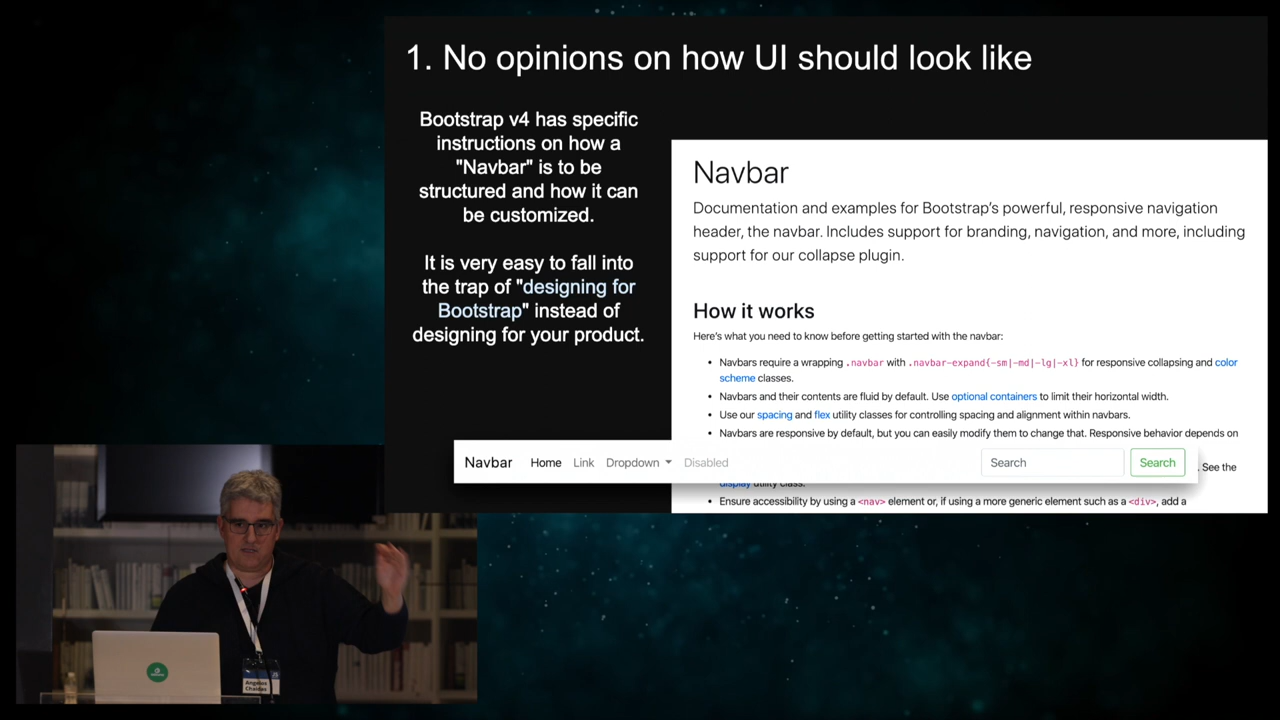 1. No opinions on how UI should look like
Bootstrap v4 has specific
instructions on how a
"Navbar" is to be
structured and how it can
be customized.
It is very easy to fall into
the trap of "designing for
Bootstrap" instead of
designing for your product.
Navbar
Documentation and examples for Bootstrap's powerful, responsive navigation
header, the navbar. Includes support for branding, navigation, and more, including
support for our collapse plugin.
How it works
Here's what you need to know before getting started with the navbar:
• Navbars require a wrapping .navbar with .navbar-expand{-sm|-md|-lg|-xl} for responsive collapsing and color
scheme classes.
• Navbars and their contents are fluid by default. Use optional containers to limit their horizontal width.
• Use our spacing and flex utility classes for controlling spacing and alignment within navbars.
• Navbars are responsive by default, but you can easily modify them to change that. Responsive behavior depends on
Navbar Home Link Dropdown Disabled Search Search
. See the
display utility class.
• Ensure accessibility by using a <nav> element or, if using a more generic element such as a <div>, add a
Angelos
Chaidas